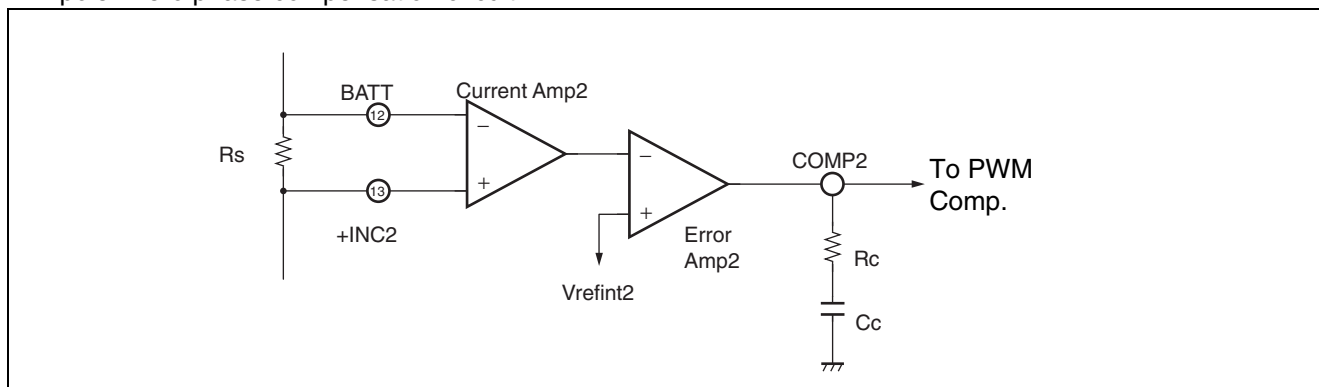 BATT
12
Current Amp2
Rs
−
+
13
+INC2
−
+
Vrefint2
Error
Amp2
COMP2
To PWM
Comp.
Rc
Cc